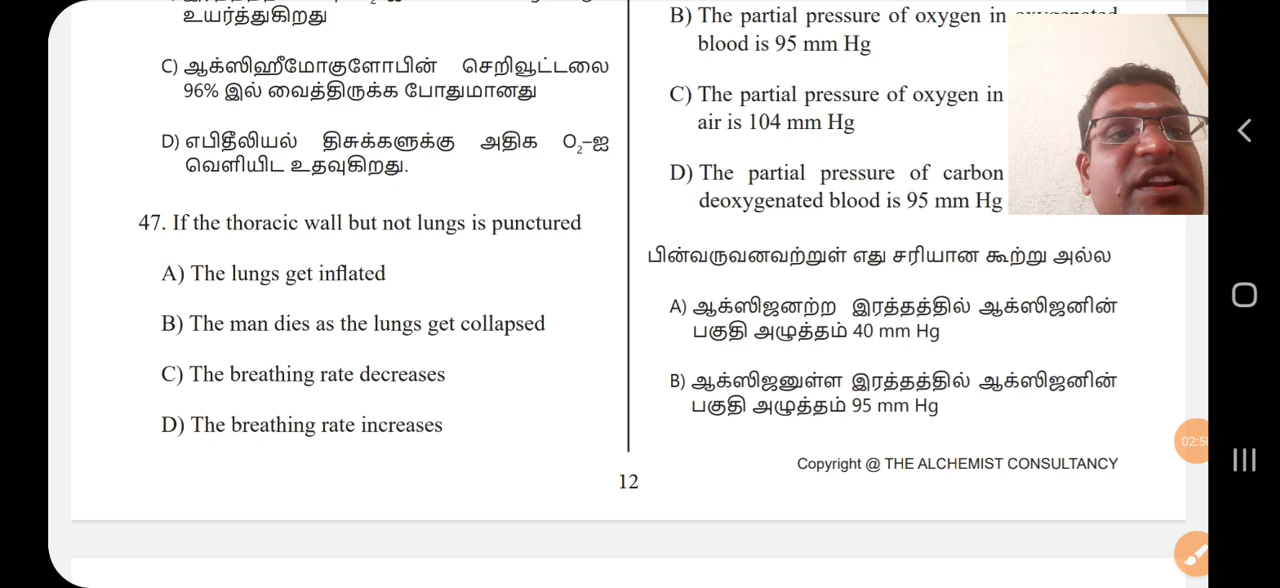 உயர்த்துகிறது
C) ஆக்ஸிஹீமோகுளோபின் செறிவூட்டலை
96% இல் வைத்திருக்க போதுமானது
D) எபிதீலியல் திசுக்களுக்கு அதிக O₂-ஐ
வெளியிட உதவுகிறது.
47. If the thoracic wall but not lungs is punctured
A) The lungs get inflated
B) The man dies as the lungs get collapsed
C) The breathing rate decreases
D) The breathing rate increases
B) The partial pressure of oxygen in oxygenated
blood is 95 mm Hg
C) The partial pressure of oxygen in
air is 104 mm Hg
D) The partial pressure of carbon
deoxygenated blood is 95 mm Hg
பின்வருவனவற்றுள் எது சரியான கூற்று அல்ல
A) ஆக்ஸிஜனற்ற இரத்தத்தில் ஆக்ஸிஜனின்
பகுதி அழுத்தம் 40 mm Hg
B) ஆக்ஸிஜனுள்ள இரத்தத்தில் ஆக்ஸிஜனின்
பகுதி அழுத்தம் 95 mm Hg
Copyright @ THE ALCHEMIST CONSULTANCY
12